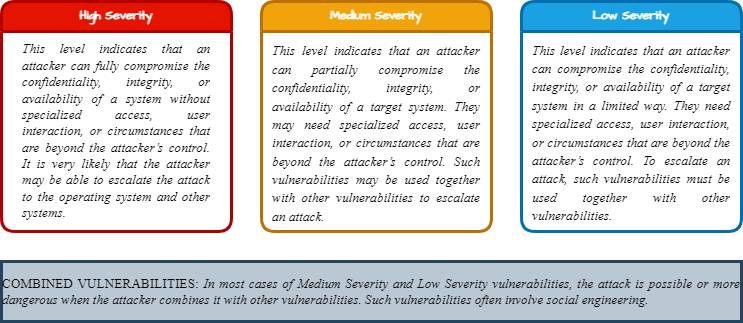 High Severity
This level indicates that an
attacker can fully compromise the
confidentiality, integrity, or
availability of a system without
specialized access, user
interaction, or circumstances that
are beyond the attacker's control.
It is very likely that the attacker
may be able to escalate the attack
to the operating system and other
systems.
Medium Severity
This level indicates that an attacker
can partially compromise the
confidentiality, integrity, or
availability of a target system. They
may need specialized access, user
interaction, or circumstances that are
beyond the attacker's control. Such
vulnerabilities may be used together
with other vulnerabilities to escalate
an attack.
Low Severity
This level indicates that an attacker
can compromise the confidentiality,
integrity, or availability of a target
system in a limited way. They need
specialized access, user interaction,
or circumstances that are beyond the
attacker's control. To escalate an
attack, such vulnerabilities must be
used together with other
vulnerabilities.
COMBINED VULNERABILITIES: In most cases of Medium Severity and Low Severity vulnerabilities, the attack is possible or more
dangerous when the attacker combines it with other vulnerabilities. Such vulnerabilities often involve social engineering.